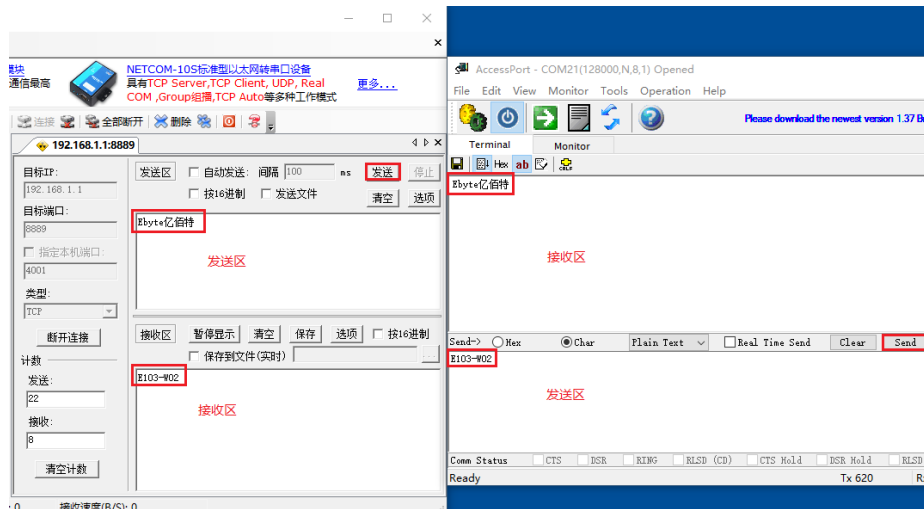 ×
模块
通信最高
NETCOM-10S标准型以太网转串口设备
具有TCP Server,TCP Client, UDP, Real
COM ,Group组播,TCP Auto等多种工作模式
更多...
连接
全部断开
删除
192.168.1.1:8889
目标IP:
192.168.1.1
目标端口:
8889
指定本机端口:
4001
类型:
TCP
断开连接
计数
发送:
22
接收:
8
清空计数
发送区
自动发送: 间隔 100 ms
发送
停止
按16进制
发送文件
清空
选项
Ebyte亿佰特
发送区
接收区
暂停显示
清空
保存
选项
按16进制
保存到文件(实时)
...
E103-W02
接收区
: 0 接收速度(B/S): 0
AccessPort - COM21(128000,N,8,1) Opened
File Edit View Monitor Tools Operation Help
Please download the newest version 1.37 B
Terminal
Monitor
Hex
ab
Ebyte亿佰特
接收区
Send->
Hex
Char
Plain Text
Real Time Send
Clear
Send
E103-W02
发送区
Comm Status
CTS
DSR
RING
RLSD (CD)
CTS Hold
DSR Hold
RLSD
Ready
Tx 620
R